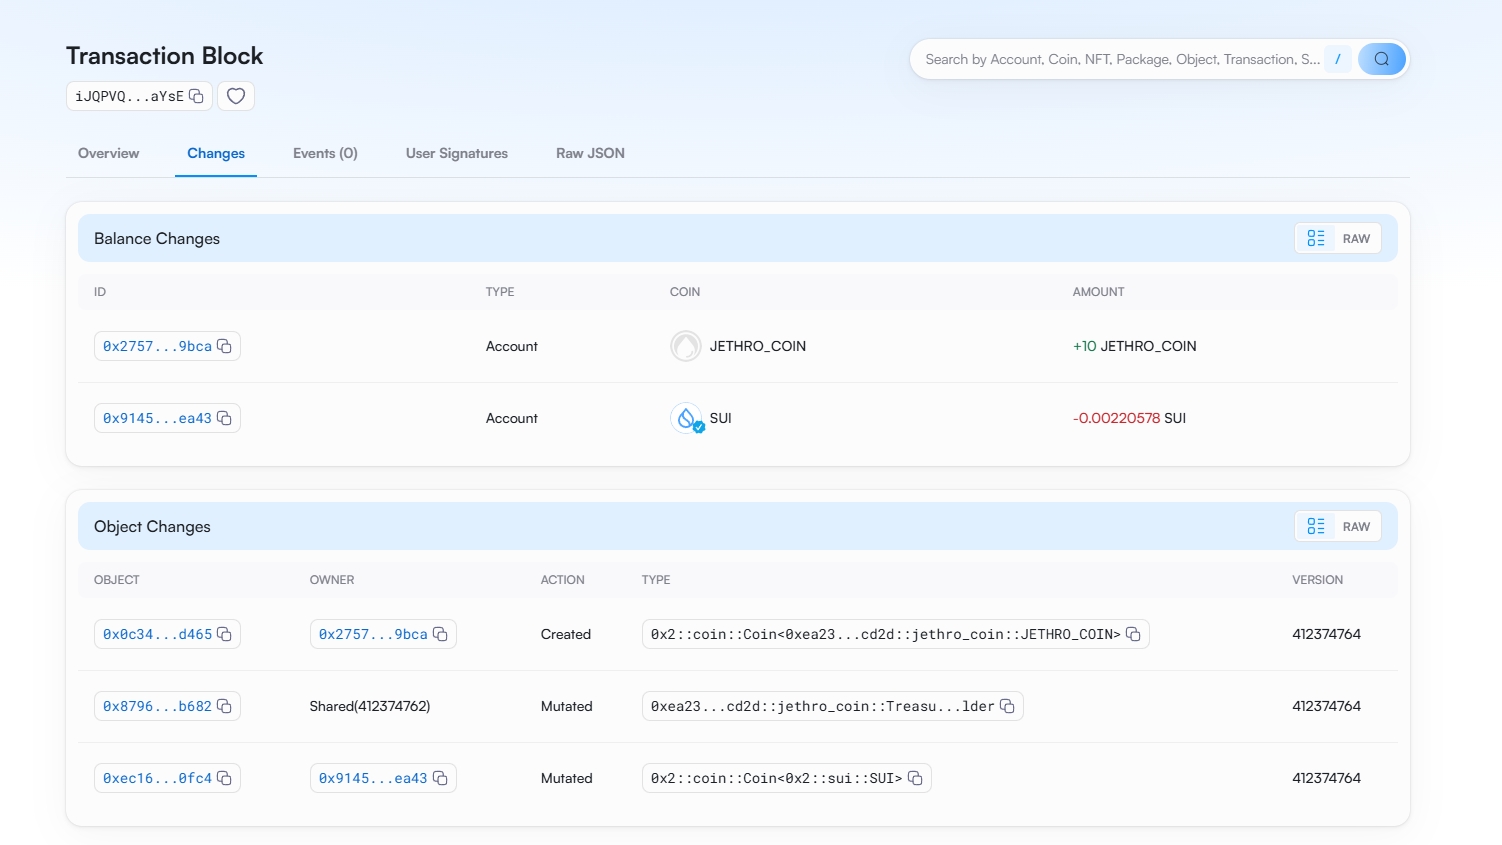 Transaction Block
Search by Account, Coin, NFT, Package, Object, Transaction, S... /
iJQPVQ...aYsE
Overview Changes Events (0) User Signatures Raw JSON
Balance Changes RAW
ID TYPE COIN AMOUNT
0x2757...9bca Account JETHRO_COIN +10 JETHRO_COIN
0x9145...ea43 Account SUI -0.00220578 SUI
Object Changes RAW
OBJECT OWNER ACTION TYPE VERSION
0x0c34...d465 0x2757...9bca Created 0x2::coin::Coin<0xea23...cd2d::jethro_coin::JETHRO_COIN> 412374764
0x8796...b682 Shared(412374762) Mutated 0xea23...cd2d::jethro_coin::Treasu...lder 412374764
0xec16...0fc4 0x9145...ea43 Mutated 0x2::coin::Coin<0x2::sui::SUI> 412374764